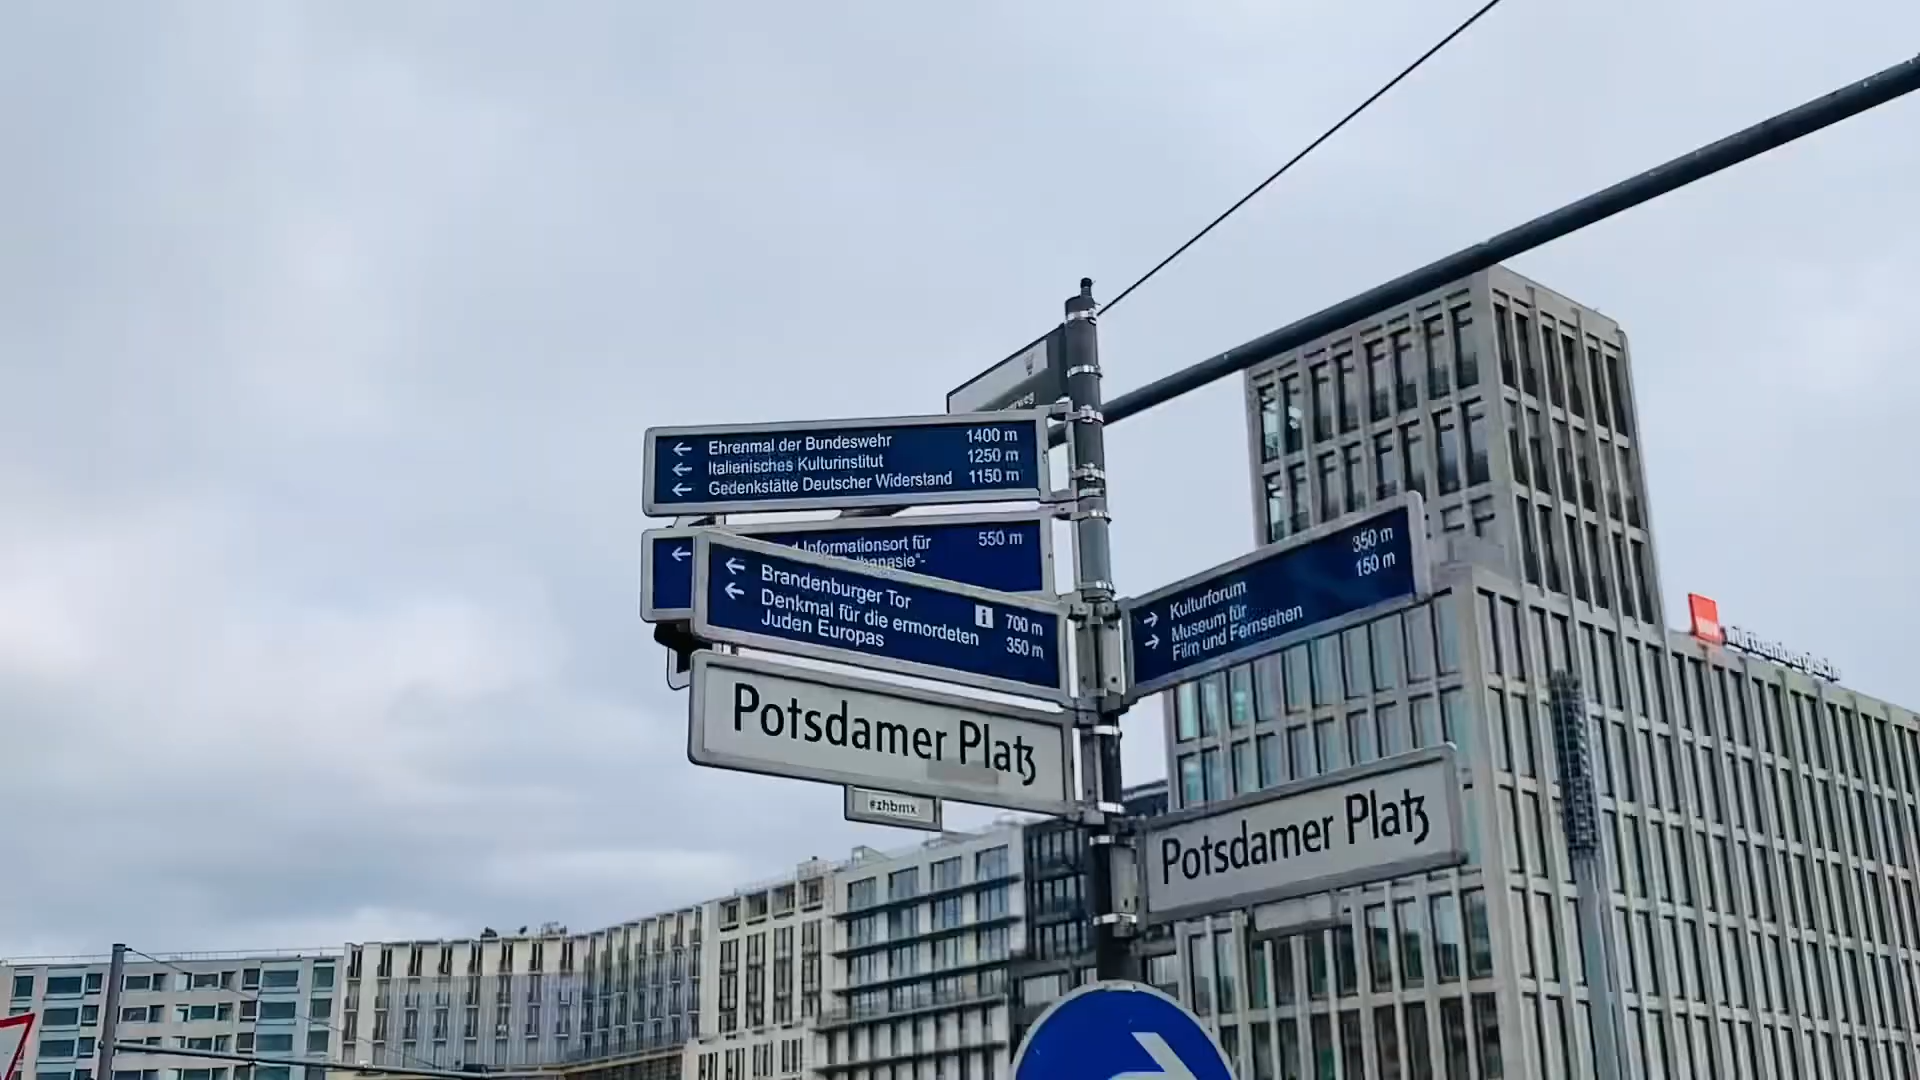 ← Ehrenmal der Bundeswehr 1400 m
← Italienisches Kulturinstitut 1250 m
← Gedenkstätte Deutscher Widerstand 1150 m
← Informationsort für 550 m
← Brandenburger Tor i 700 m
← Denkmal für die ermordeten
Juden Europas 350 m
Potsdamer Platz
#zhbmx
→ Kulturforum 350 m
→ Museum für 150 m
Film und Fernsehen
Potsdamer Platz
württembergische